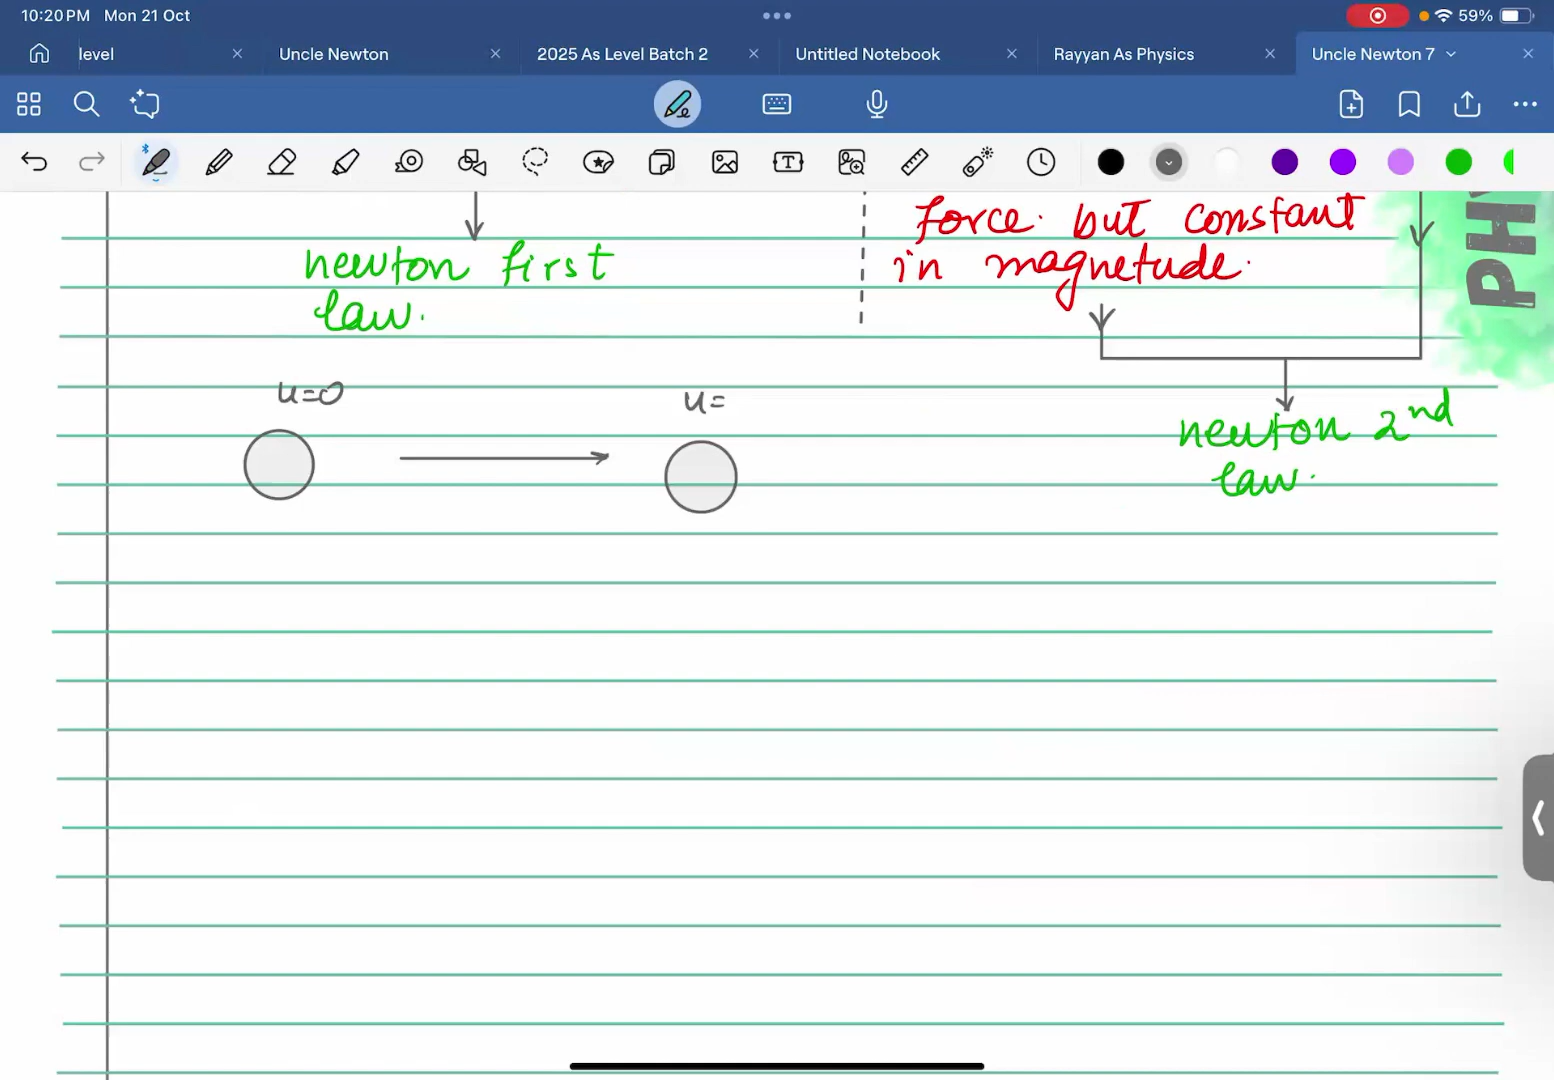 10:20 PM Mon 21 Oct
59%
level
Uncle Newton
2025 As Level Batch 2
Untitled Notebook
Rayyan As Physics
Uncle Newton 7
force. but constant
in magnetude.
newton first
law.
u=0
u=
newton 2nd
law.